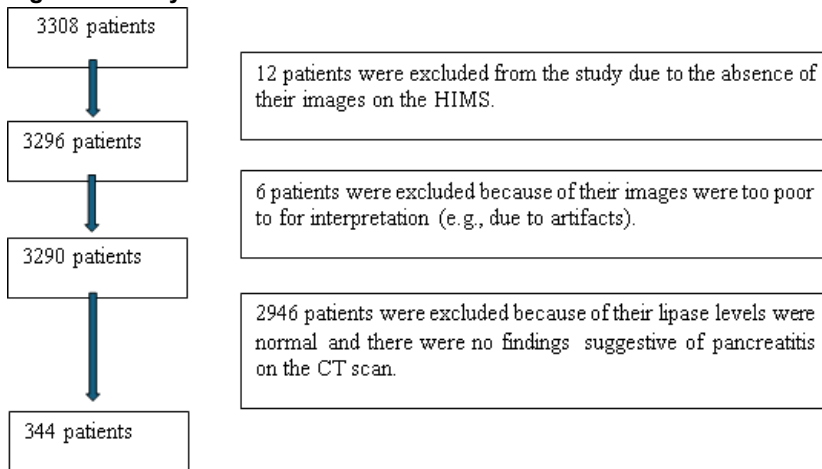 3308 patients
12 patients were excluded from the study due to the absence of
their images on the HIMS.
3296 patients
6 patients were excluded because of their images were too poor
to for interpretation (e.g., due to artifacts).
3290 patients
2946 patients were excluded because of their lipase levels were
normal and there were no findings suggestive of pancreatitis
on the CT scan.
344 patients